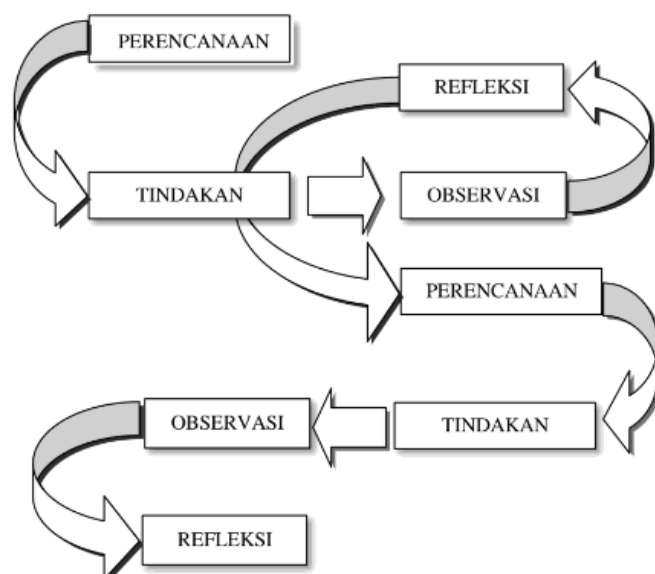 PERENCANAAN
REFLEKSI
TINDAKAN
OBSERVASI
PERENCANAAN
OBSERVASI
TINDAKAN
REFLEKSI